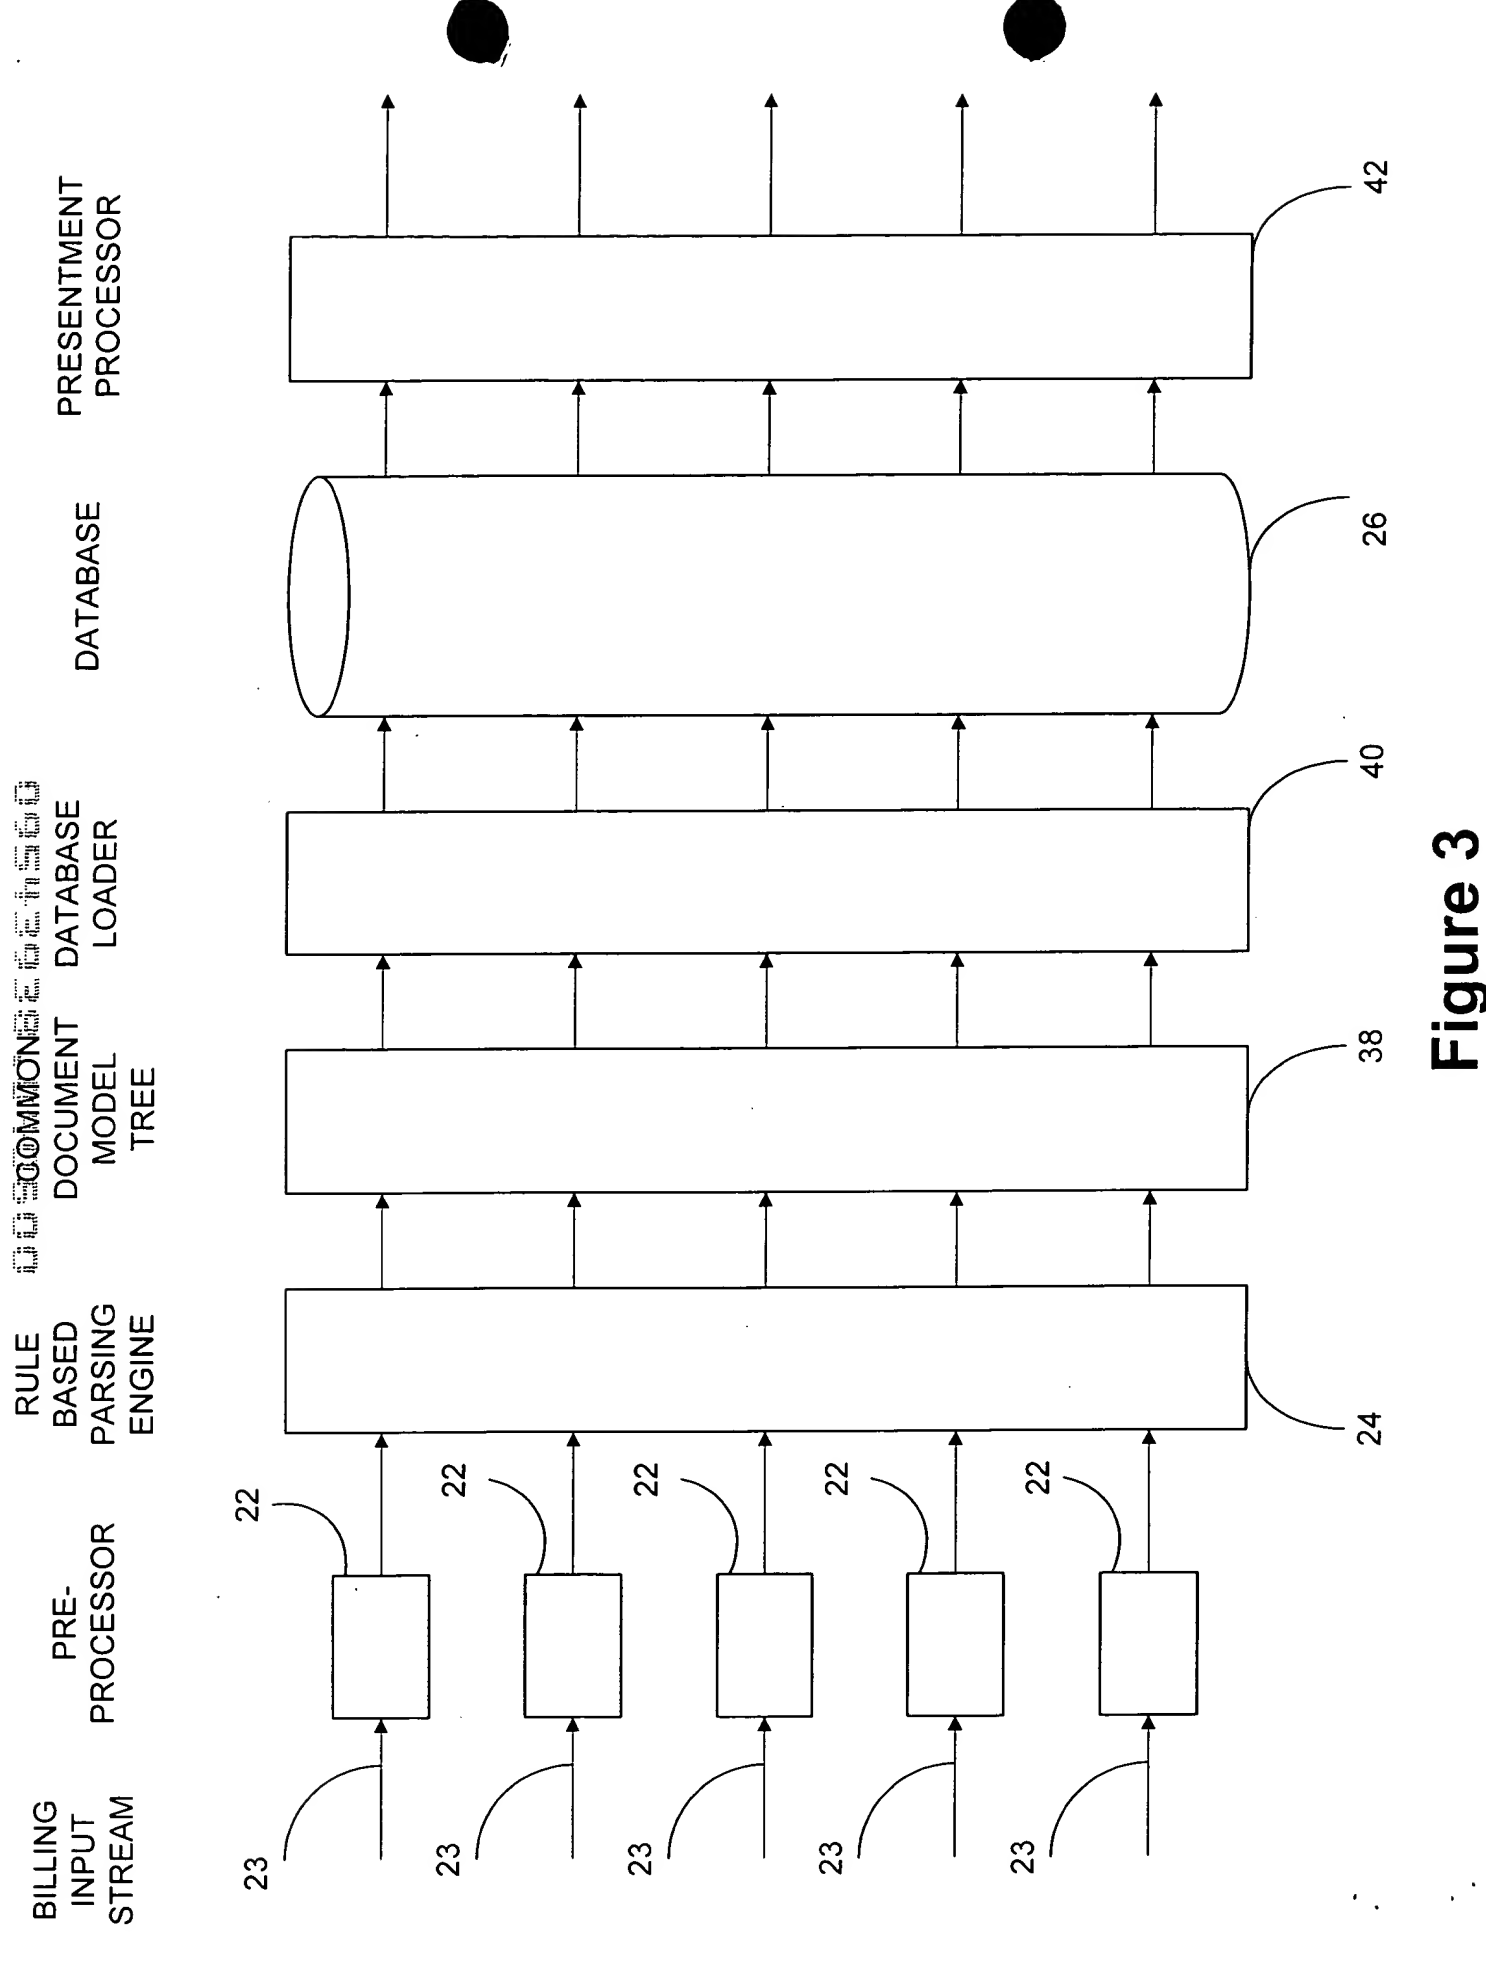 BILLING
INPUT
STREAM
PRE-
PROCESSOR
RULE
BASED
PARSING
ENGINE
COMMON
DOCUMENT
MODEL
TREE
DATABASE
LOADER
DATABASE
PRESENTMENT
PROCESSOR
23
22
23
22
23
22
23
22
23
22
24
38
40
26
42
Figure 3